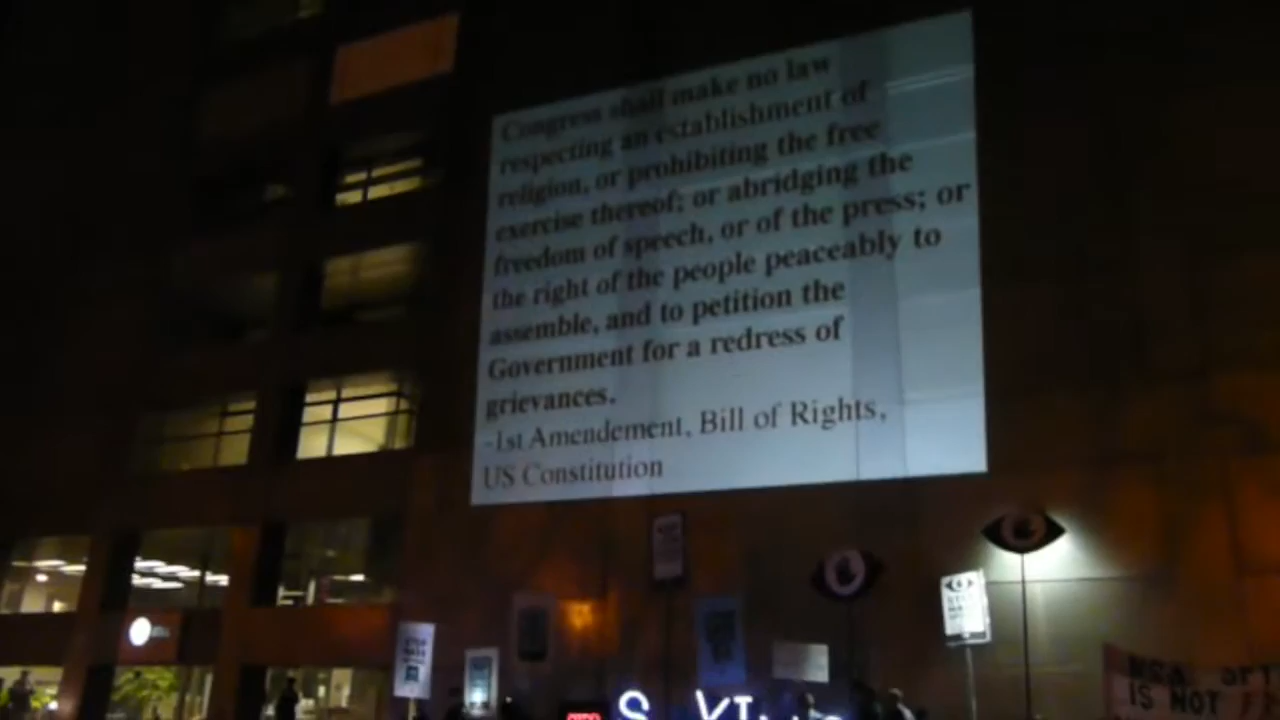 Congress shall make no law
respecting an establishment of
religion, or prohibiting the free
exercise thereof; or abridging the
freedom of speech, or of the press; or
the right of the people peaceably to
assemble, and to petition the
Government for a redress of
grievances.
-1st Amendement, Bill of Rights,
US Constitution
IS NOT